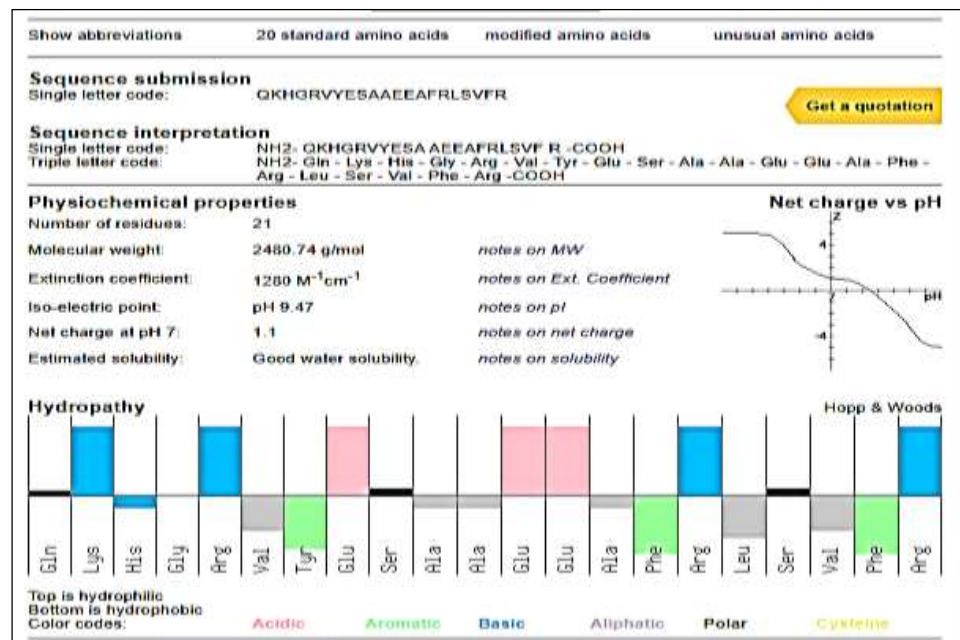 Show abbreviations 20 standard amino acids modified amino acids unusual amino acids
Sequence submission
Single letter code: QKHGRVYESAAEEAFRLSVFR
Get a quotation
Sequence interpretation
Single letter code: NH2- QKHGRVYESA AEEAFRLSVF R -COOH
Triple letter code: NH2- Gln - Lys - His - Gly - Arg - Val - Tyr - Glu - Ser - Ala - Ala - Glu - Glu - Ala - Phe -
Arg - Leu - Ser - Val - Phe - Arg -COOH
Physiochemical properties
Number of residues: 21
Molecular weight: 2480.74 g/mol notes on MW
Extinction coefficient: 1280 M-1cm-1 notes on Ext. Coefficient
Iso-electric point: pH 9.47 notes on pI
Net charge at pH 7: 1.1 notes on net charge
Estimated solubility: Good water solubility. notes on solubility
Net charge vs pH
Z
4
pH
7
-4
Hydropathy Hopp & Woods
Gln Lys His Gly Arg Val Tyr Glu Ser Ala Ala Glu Glu Ala Phe Arg Leu Ser Val Phe Arg
Top is hydrophilic
Bottom is hydrophobic
Color codes: Acidic Aromatic Basic Aliphatic Polar Cysteine